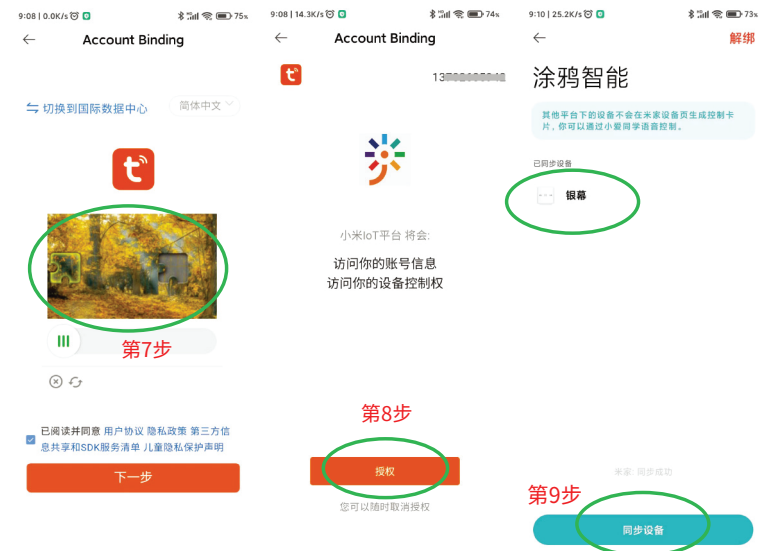 9:08 | 0.0K/s
75%
Account Binding
切换到国际数据中心
简体中文
t
第7步
已阅读并同意 用户协议 隐私政策 第三方信
息共享和SDK服务清单 儿童隐私保护声明
下一步
9:08 | 14.3K/s
74%
Account Binding
t
小米IoT平台 将会:
访问你的账号信息
访问你的设备控制权
第8步
授权
您可以随时取消授权
9:10 | 25.2K/s
73%
解绑
涂鸦智能
其他平台下的设备不会在米家设备页生成控制卡
片,你可以通过小爱同学语音控制。
已同步设备
银幕
米家: 同步成功
第9步
同步设备